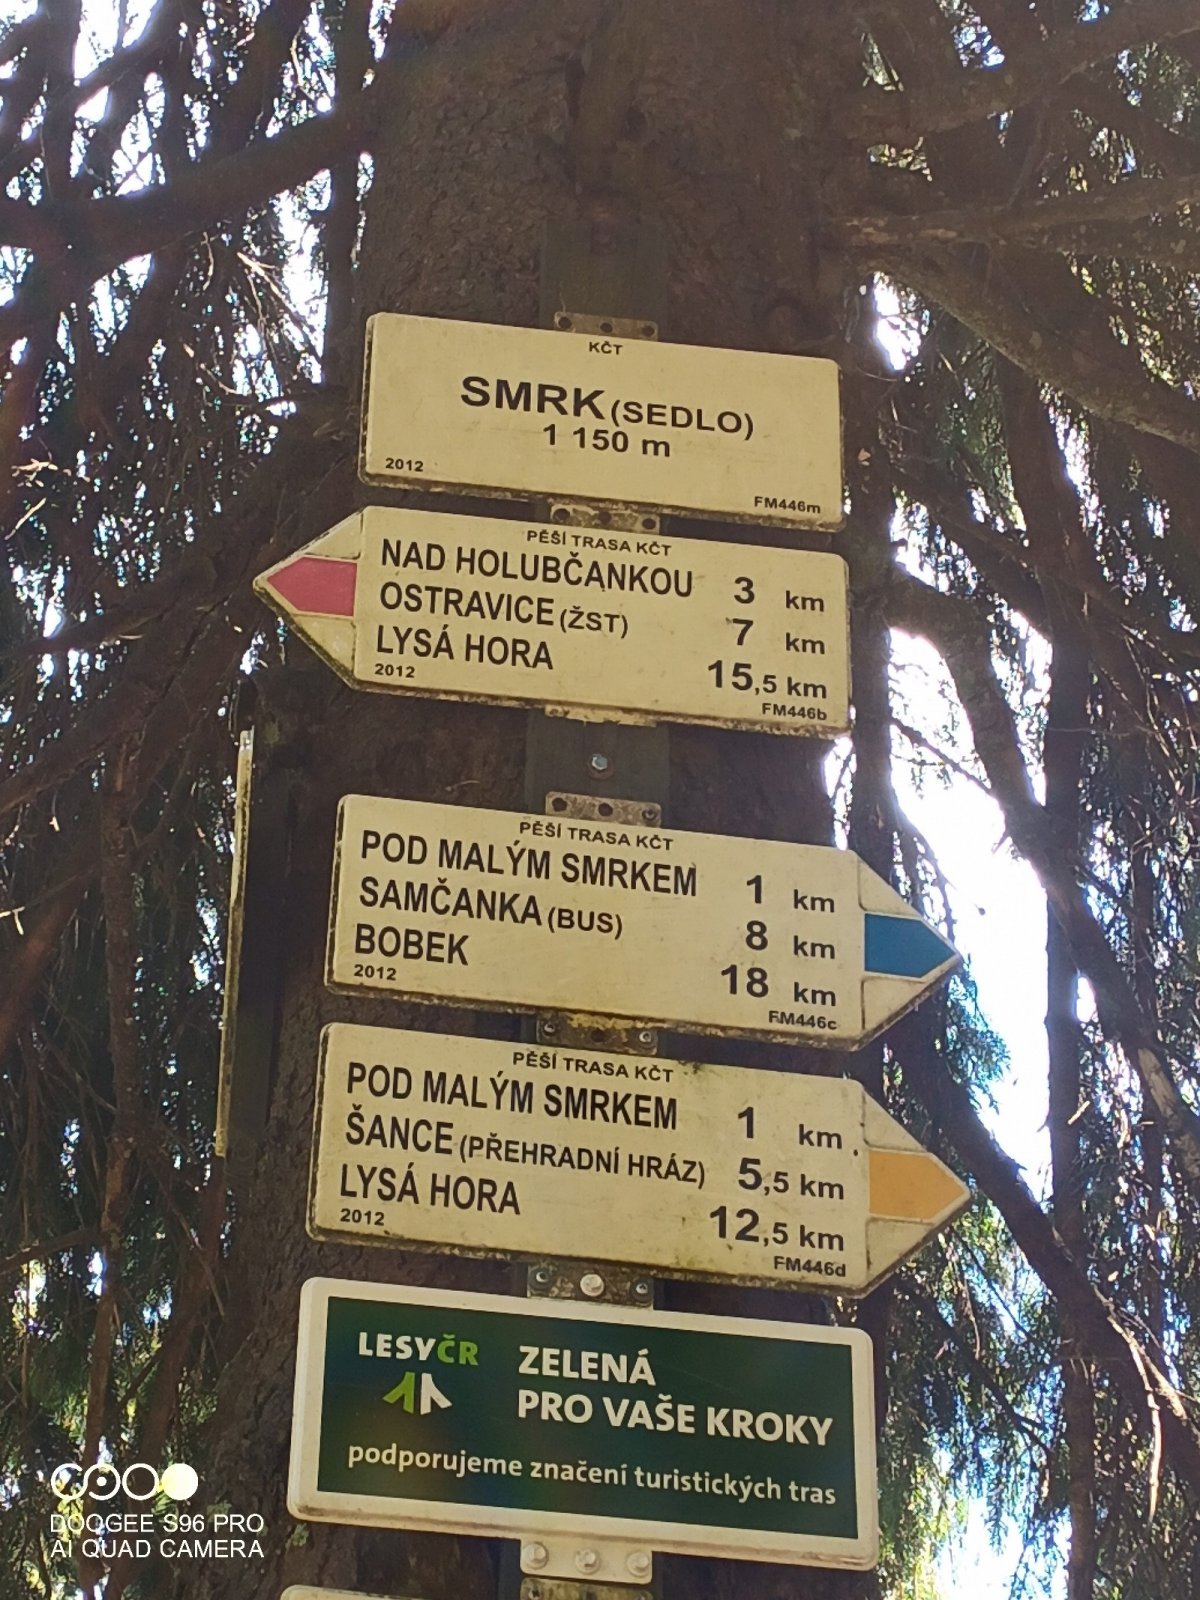 KČT
SMRK (SEDLO)
1 150 m
2012 FM446m
PĚŠÍ TRASA KČT
NAD HOLUBČANKOU 3 km
OSTRAVICE (ŽST) 7 km
LYSÁ HORA 15,5 km
2012 FM446b
PĚŠÍ TRASA KČT
POD MALÝM SMRKEM 1 km
SAMČANKA (BUS) 8 km
BOBEK 18 km
2012 FM446c
PĚŠÍ TRASA KČT
POD MALÝM SMRKEM 1 km
ŠANCE (PŘEHRADNÍ HRÁZ) 5,5 km
LYSÁ HORA 12,5 km
2012 FM446d
LESYČR ZELENÁ
PRO VAŠE KROKY
podporujeme značení turistických tras
DOOGEE S96 PRO
AI QUAD CAMERA